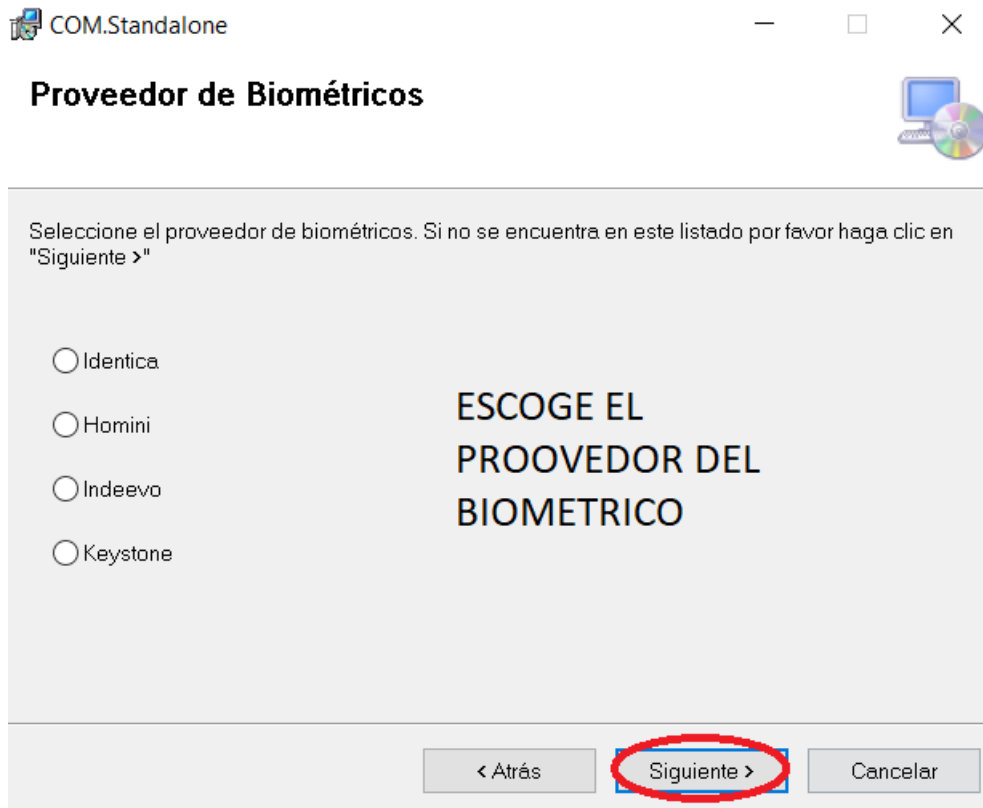 COM.Standalone
Proveedor de Biométricos
Seleccione el proveedor de biométricos. Si no se encuentra en este listado por favor haga clic en
"Siguiente >"
Identica
Homini
Indeevo
Keystone
ESCOGE EL
PROOVEDOR DEL
BIOMETRICO
< Atrás
Siguiente >
Cancelar